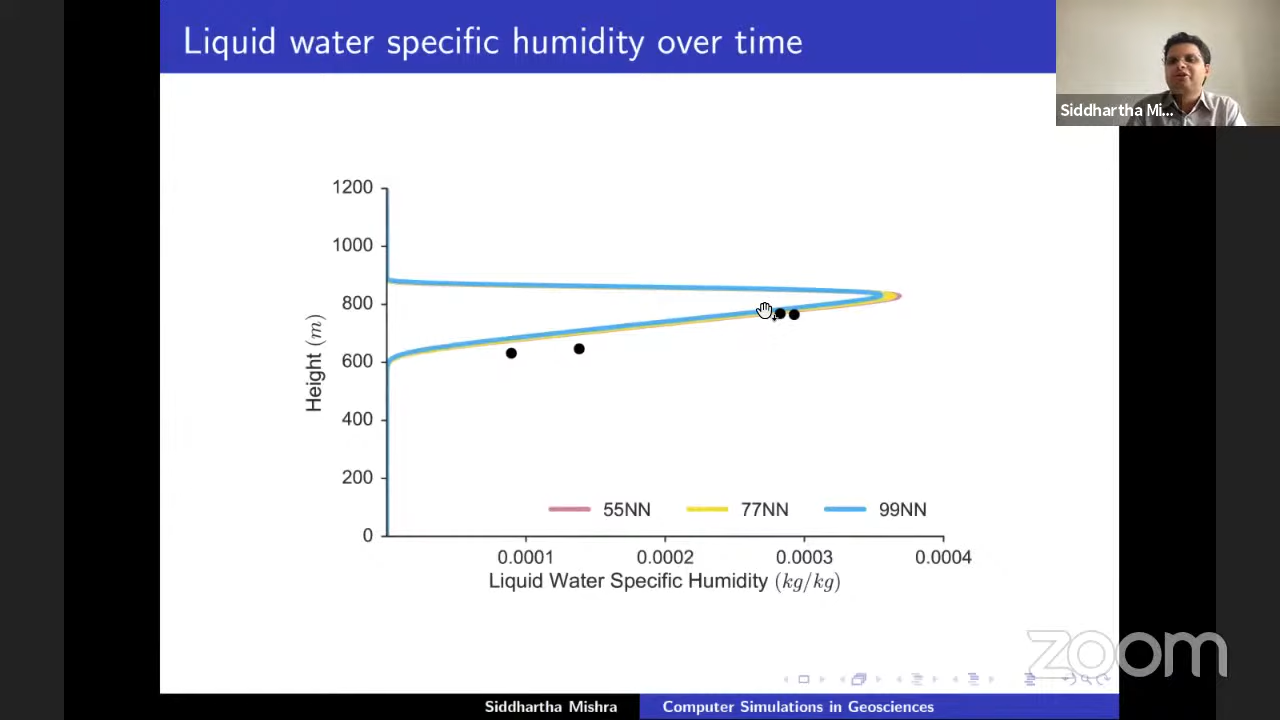 Liquid water specific humidity over time
Siddhartha Mi...
1200
1000
800
600
400
200
0
Height (m)
55NN 77NN 99NN
0.0001 0.0002 0.0003 0.0004
Liquid Water Specific Humidity (kg/kg)
zoom
Siddhartha Mishra Computer Simulations in Geosciences